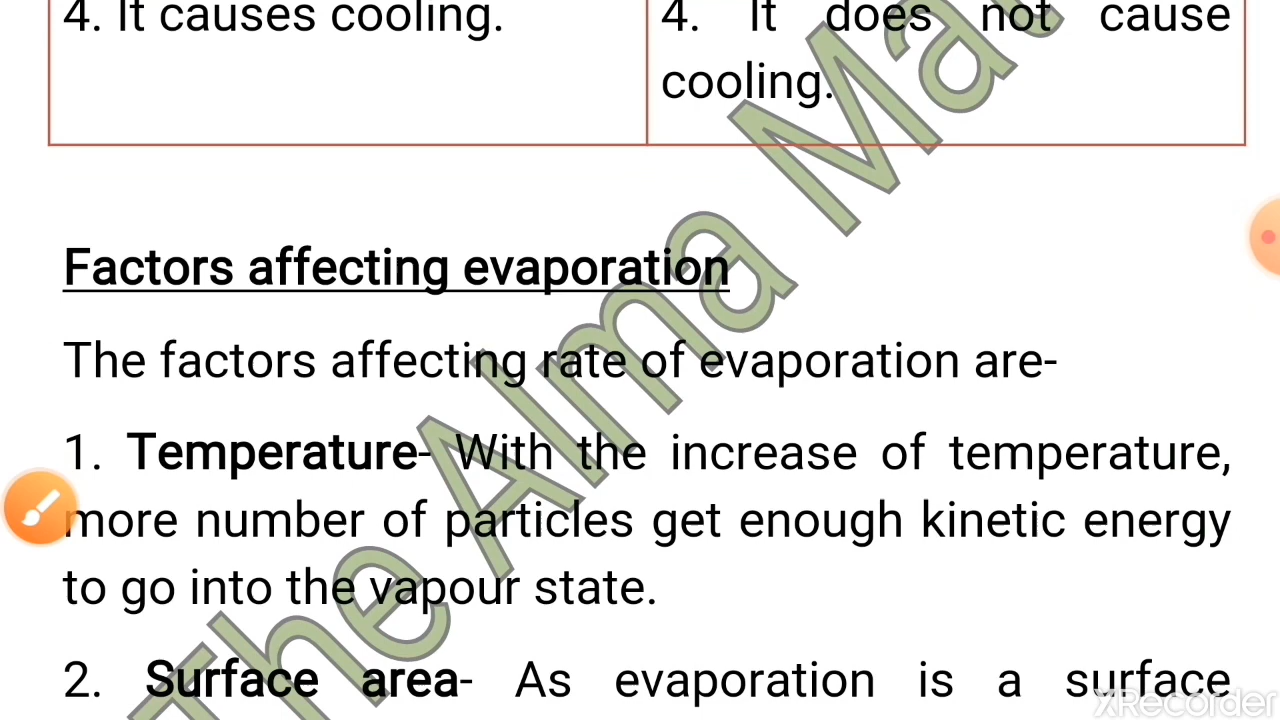 4. It causes cooling.
4. It does not cause
cooling.
Factors affecting evaporation
The factors affecting rate of evaporation are-
1. Temperature- With the increase of temperature,
more number of particles get enough kinetic energy
to go into the vapour state.
2. Surface area- As evaporation is a surface
The Alma Mat
XRecorder